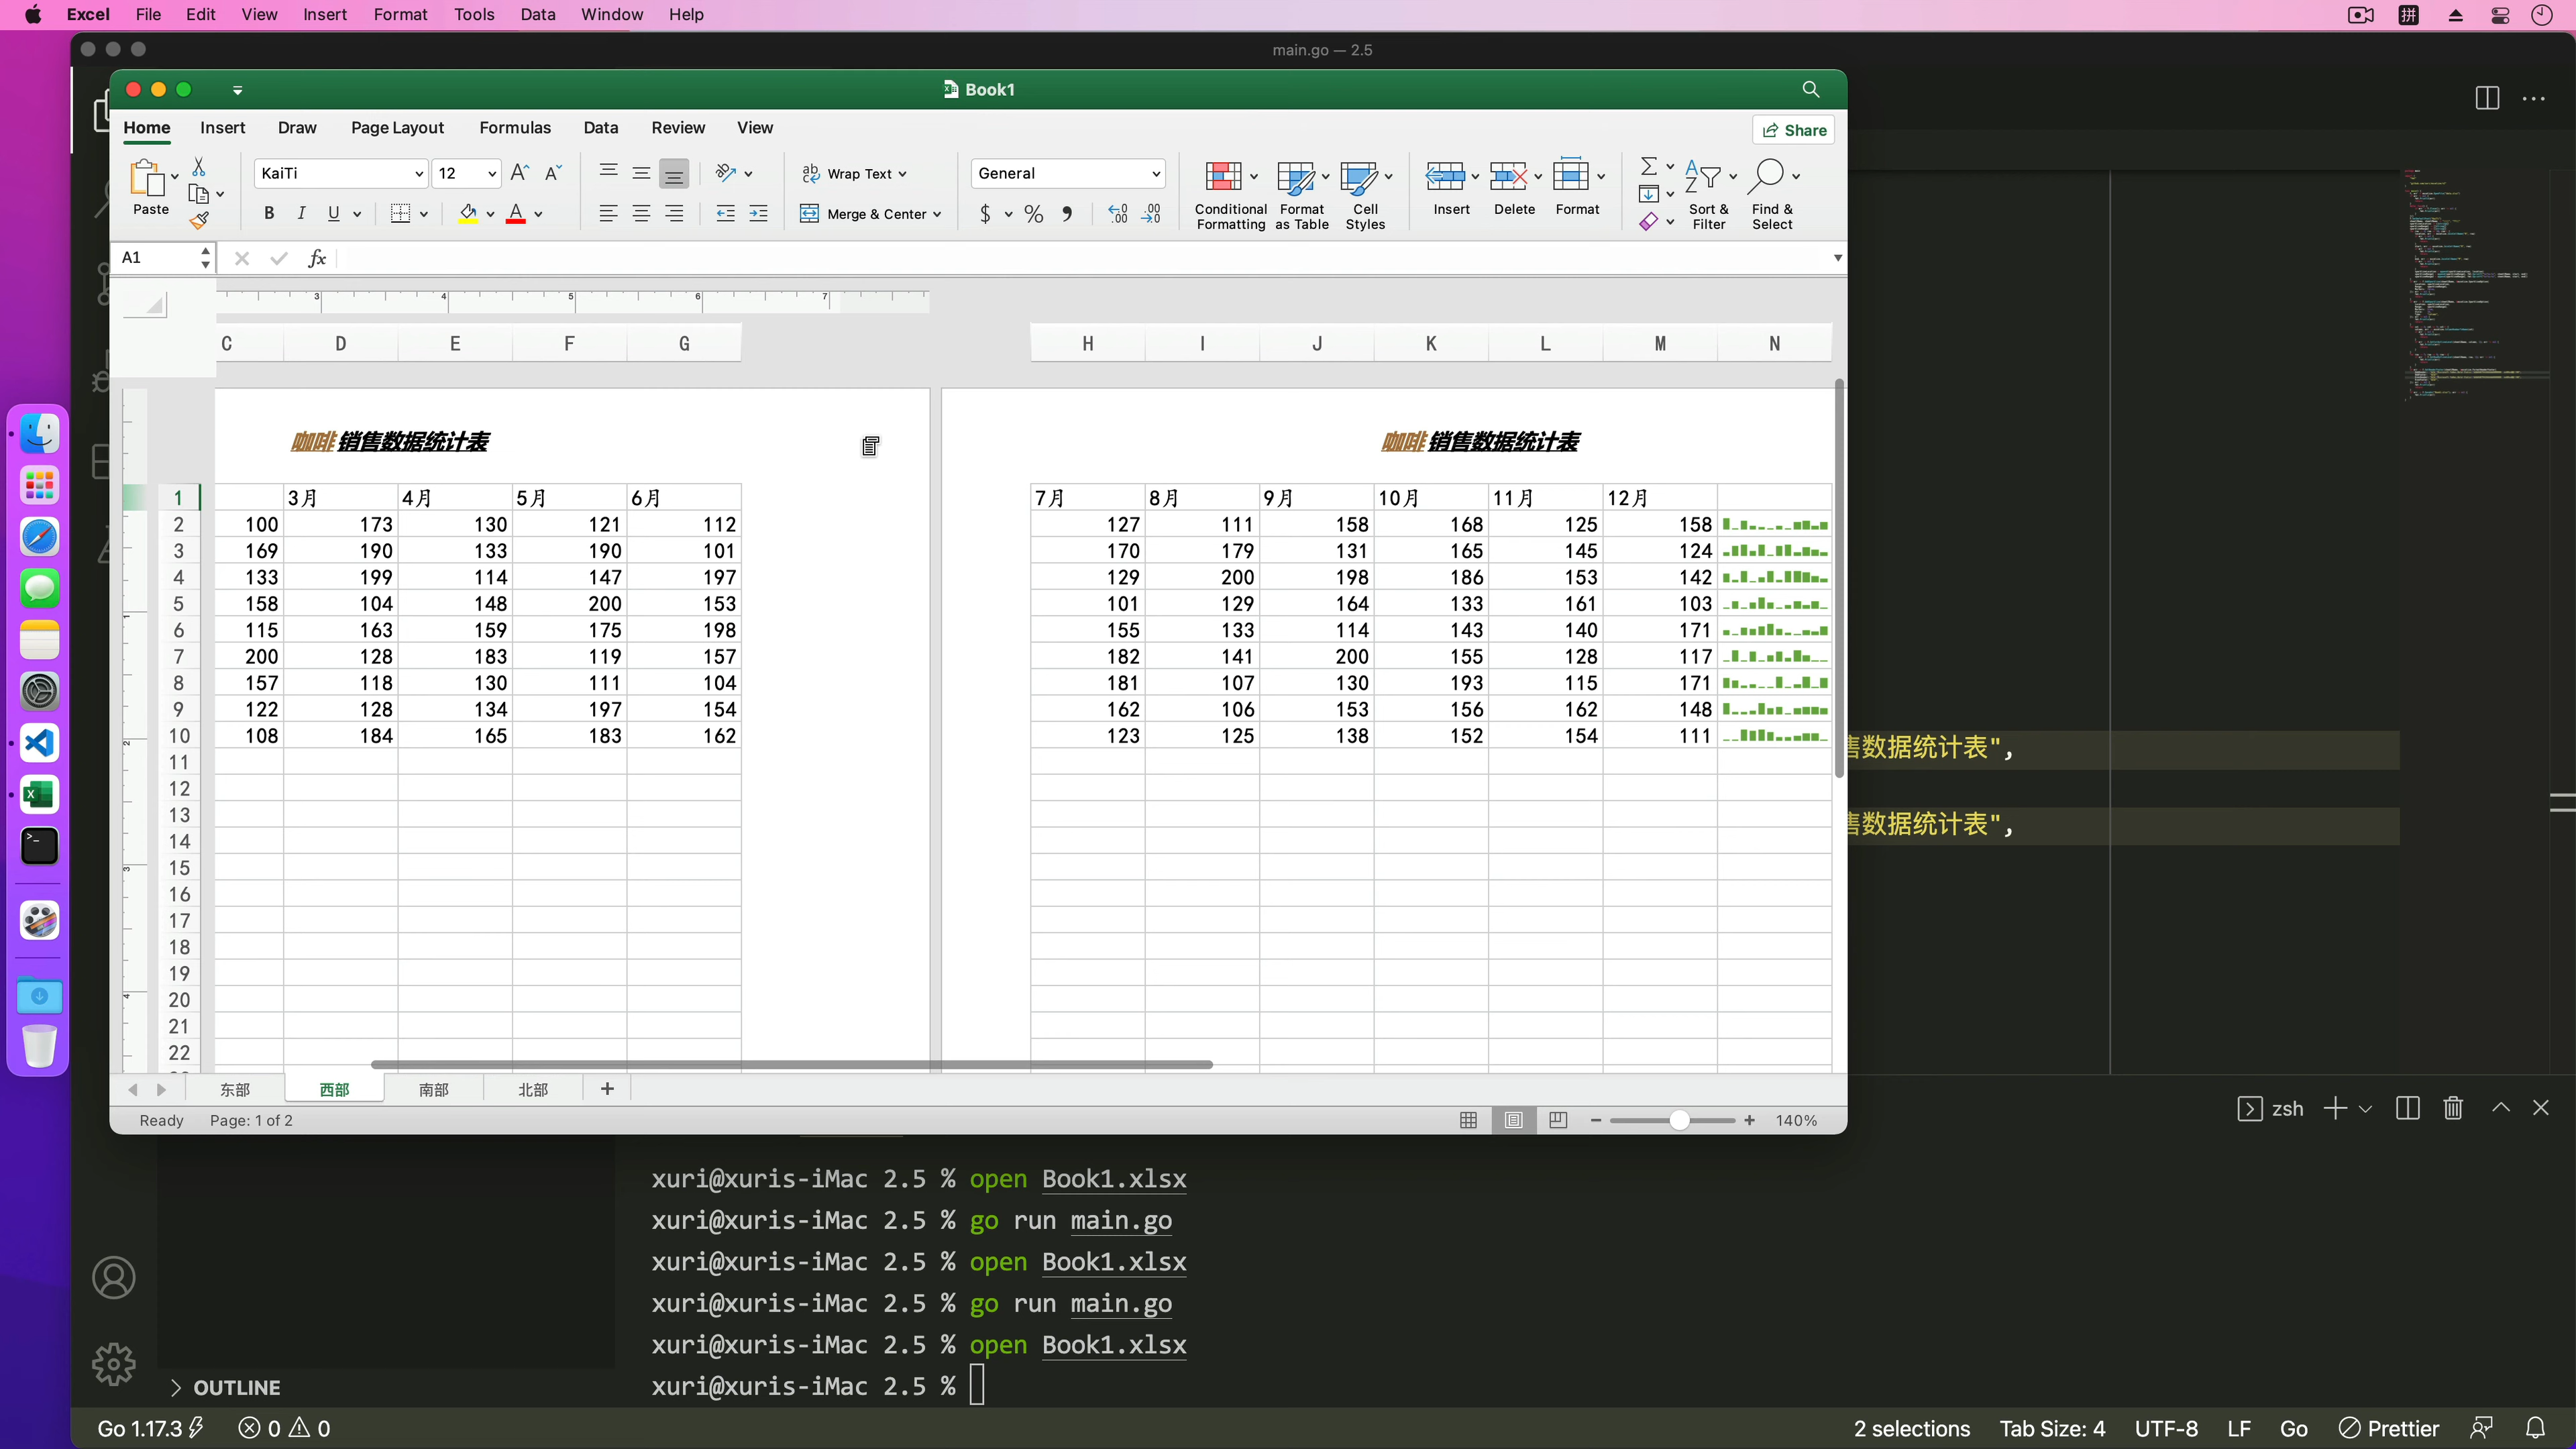 Excel File Edit View Insert Format Tools Data Window Help
拼
main.go — 2.5
Book1
Home Insert Draw Page Layout Formulas Data Review View
Share
Paste
KaiTi 12
Wrap Text
General
B I U
Merge & Center
Conditional Formatting
Format as Table
Cell Styles
Insert Delete Format
Sort & Filter
Find & Select
A1 fx
3 4 5 6 7
C D E F G H I J K L M N
咖啡销售数据统计表 咖啡销售数据统计表
1 3月 4月 5月 6月 7月 8月 9月 10月 11月 12月
2 100 173 130 121 112 127 111 158 168 125 158
3 169 190 133 190 101 170 179 131 165 145 124
4 133 199 114 147 197 129 200 198 186 153 142
5 158 104 148 200 153 101 129 164 133 161 103
6 115 163 159 175 198 155 133 114 143 140 171
7 200 128 183 119 157 182 141 200 155 128 117
8 157 118 130 111 104 181 107 130 193 115 171
9 122 128 134 197 154 162 106 153 156 162 148
10 108 184 165 183 162 123 125 138 152 154 111
11
12
13
14
15
16
17
18
19
20
21
22
售数据统计表",
售数据统计表",
东部 西部 南部 北部
Ready Page: 1 of 2
140%
zsh
xuri@xuris-iMac 2.5 % open Book1.xlsx
xuri@xuris-iMac 2.5 % go run main.go
xuri@xuris-iMac 2.5 % open Book1.xlsx
xuri@xuris-iMac 2.5 % go run main.go
xuri@xuris-iMac 2.5 % open Book1.xlsx
xuri@xuris-iMac 2.5 %
OUTLINE
Go 1.17.3 0 0
2 selections Tab Size: 4 UTF-8 LF Go Prettier